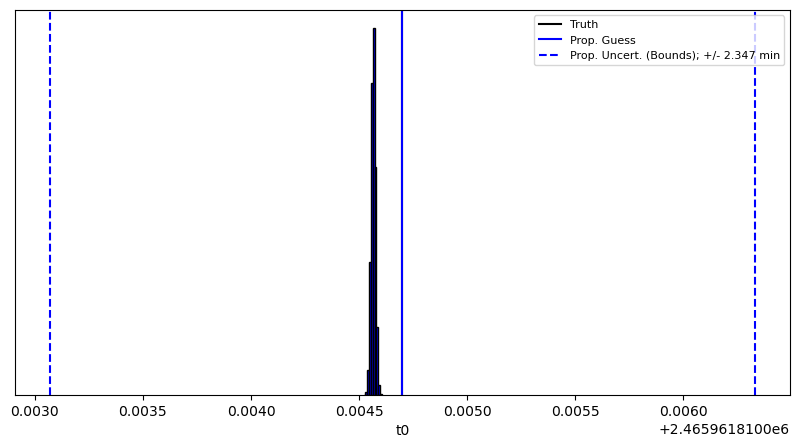 Truth
Prop. Guess
Prop. Uncert. (Bounds); +/- 2.347 min
0.0030 0.0035 0.0040 0.0045 0.0050 0.0055 0.0060
t0
+2.4659618100e6